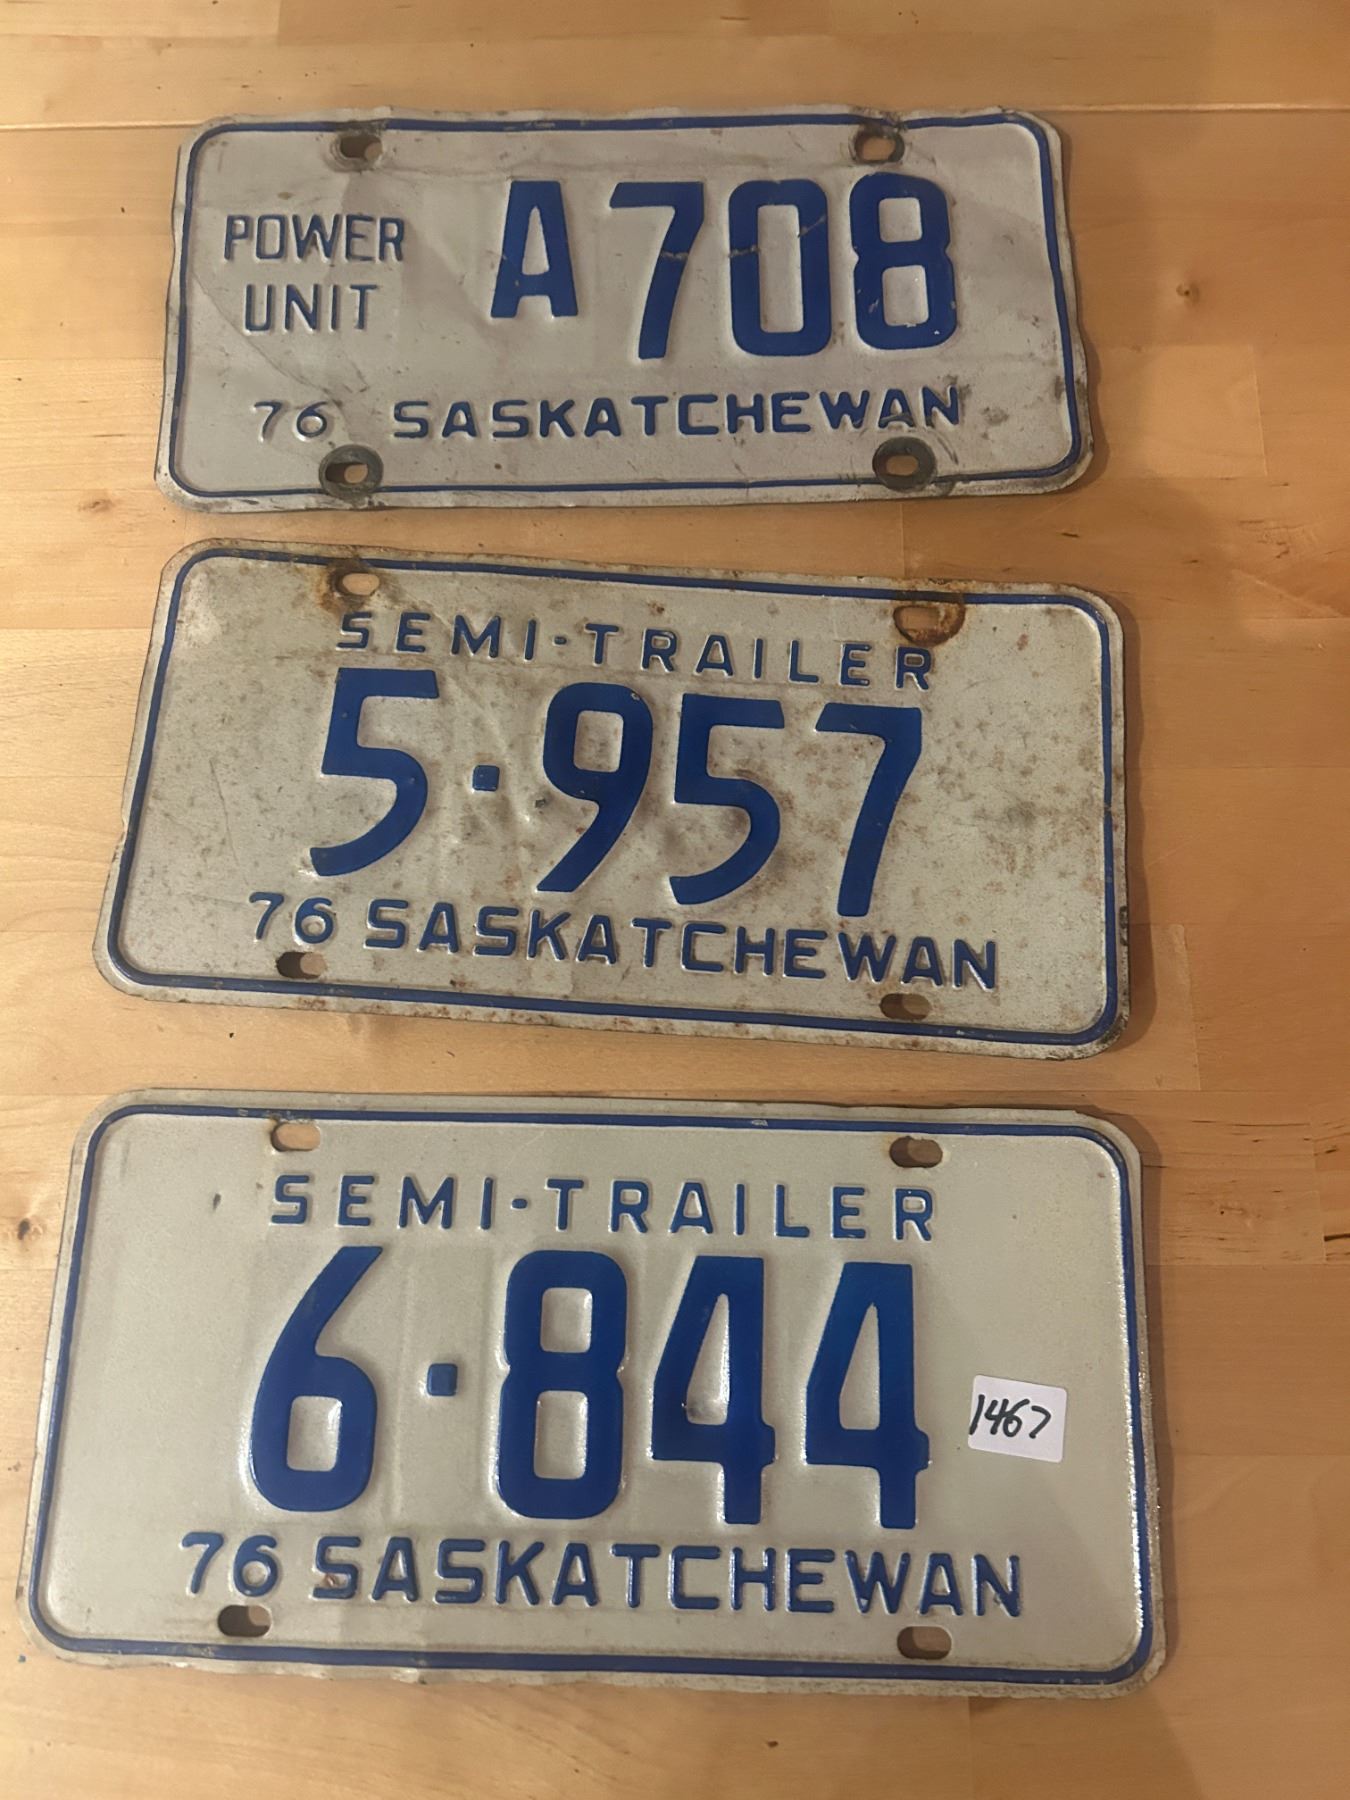 POWER UNIT A708
76 SASKATCHEWAN
SEMI-TRAILER
5·957
76 SASKATCHEWAN
SEMI-TRAILER
6·844
1467
76 SASKATCHEWAN